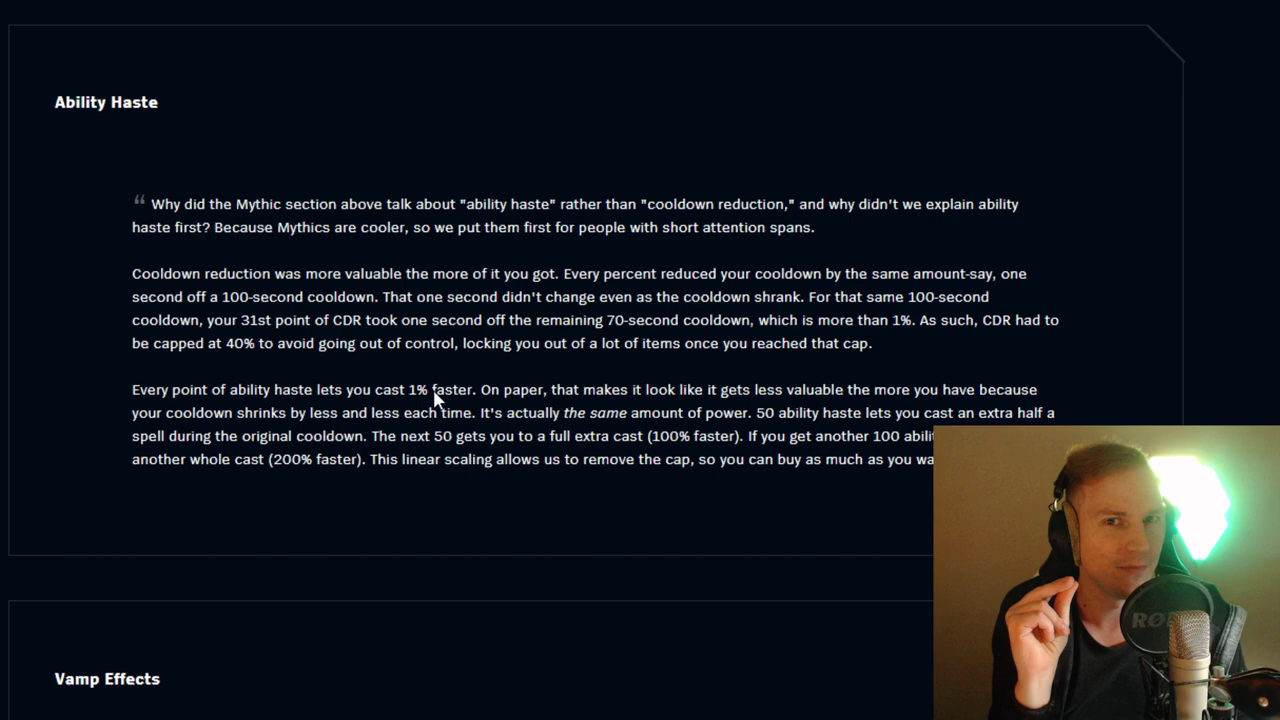 Ability Haste
“ Why did the Mythic section above talk about "ability haste" rather than "cooldown reduction," and why didn't we explain ability
haste first? Because Mythics are cooler, so we put them first for people with short attention spans.
Cooldown reduction was more valuable the more of it you got. Every percent reduced your cooldown by the same amount-say, one
second off a 100-second cooldown. That one second didn't change even as the cooldown shrank. For that same 100-second
cooldown, your 31st point of CDR took one second off the remaining 70-second cooldown, which is more than 1%. As such, CDR had to
be capped at 40% to avoid going out of control, locking you out of a lot of items once you reached that cap.
Every point of ability haste lets you cast 1% faster. On paper, that makes it look like it gets less valuable the more you have because
your cooldown shrinks by less and less each time. It's actually the same amount of power. 50 ability haste lets you cast an extra half a
spell during the original cooldown. The next 50 gets you to a full extra cast (100% faster). If you get another 100
another whole cast (200% faster). This linear scaling allows us to remove the cap, so you can buy as much as you
Vamp Effects